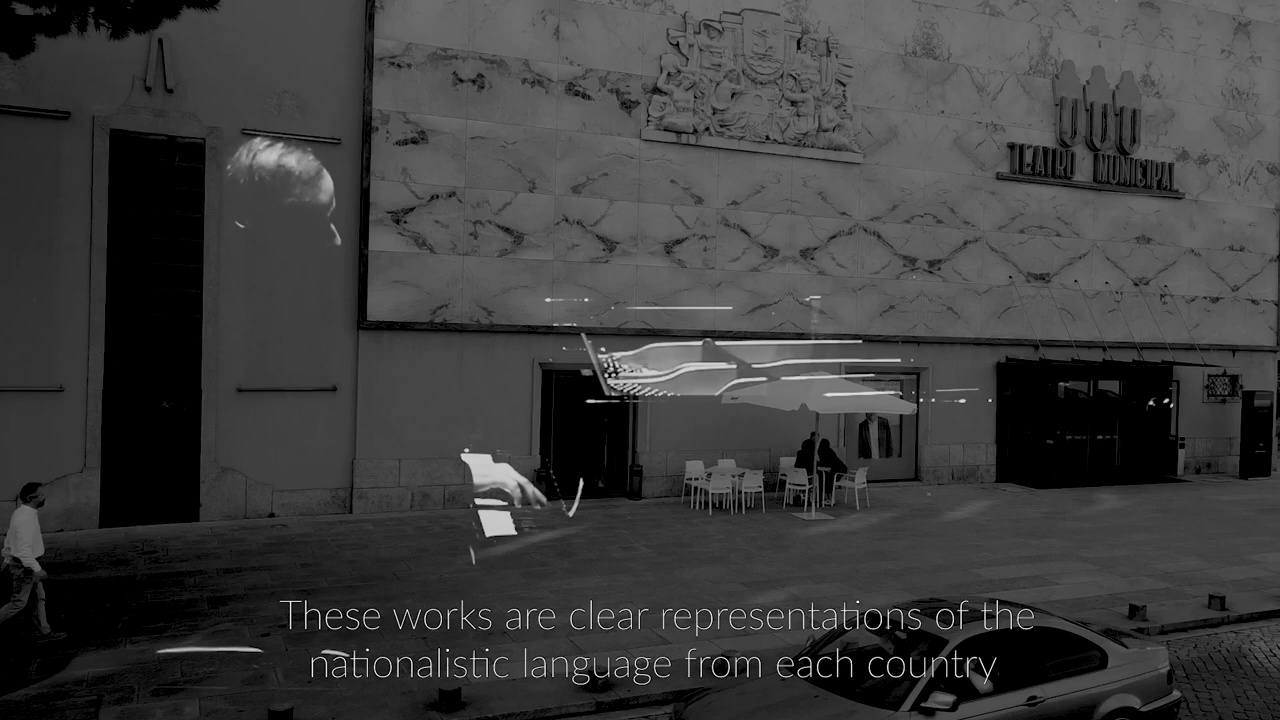 TEATRO MUNICIPAL
These works are clear representations of the
nationalistic language from each country